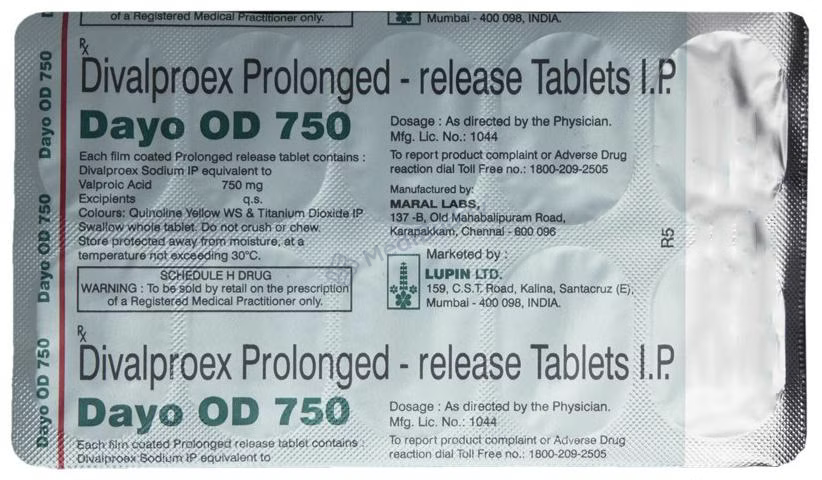 of a Registered Medical Practitioner only.
Mumbai - 400 098, INDIA.
Rx
Divalproex Prolonged - release Tablets I.P.
Dayo OD 750
Each film coated Prolonged release tablet contains :
Divalproex Sodium IP equivalent to
Valproic Acid 750 mg
Excipients q.s.
Colours: Quinoline Yellow WS & Titanium Dioxide IP
Swallow whole tablet. Do not crush or chew.
Store protected away from moisture, at a
temperature not exceeding 30°C.
SCHEDULE H DRUG
WARNING : To be sold by retail on the prescription
of a Registered Medical Practitioner only.
Dosage : As directed by the Physician.
Mfg. Lic. No.: 1044
To report product complaint or Adverse Drug
reaction dial Toll Free no.: 1800-209-2505
Manufactured by:
MARAL LABS,
137 -B, Old Mahabalipuram Road,
Karapakkam, Chennai - 600 096
Marketed by :
LUPIN LTD.
159, C.S.T. Road, Kalina, Santacruz (E),
Mumbai - 400 098, INDIA.
R5
Rx
Divalproex Prolonged - release Tablets I.P.
Dayo OD 750
Each film coated Prolonged release tablet contains :
Divalproex Sodium IP equivalent to
Dosage : As directed by the Physician.
Mfg. Lic. No.: 1044
To report product complaint or Adverse Drug
reaction dial Toll Free no.: 1800-209-2505
Dayo OD 750
Dayo OD 750
Dayo OD 750